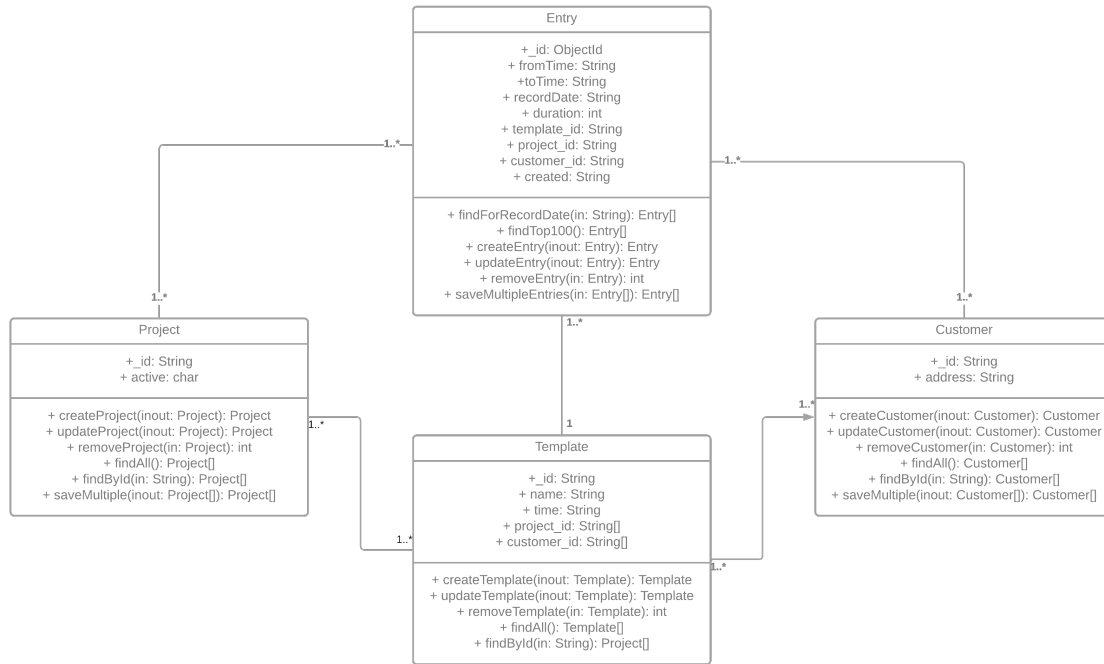 Entry
+_id: ObjectId
+ fromTime: String
+toTime: String
+ recordDate: String
+ duration: int
+ template_id: String
+ project_id: String
+ customer_id: String
+ created: String
+ findForRecordDate(in: String): Entry[]
+ findTop100(): Entry[]
+ createEntry(inout: Entry): Entry
+ updateEntry(inout: Entry): Entry
+ removeEntry(in: Entry): int
+ saveMultipleEntries(in: Entry[]): Entry[]
1..*
1..*
1..*
1..*
1..*
1
Project
+_id: String
+ active: char
+ createProject(inout: Project): Project
+ updateProject(inout: Project): Project
+ removeProject(in: Project): int
+ findAll(): Project[]
+ findById(in: String): Project[]
+ saveMultiple(inout: Project[]): Project[]
1..*
1..*
Template
+_id: String
+ name: String
+ time: String
+ project_id: String[]
+ customer_id: String[]
+ createTemplate(inout: Template): Template
+ updateTemplate(inout: Template): Template
+ removeTemplate(in: Template): int
+ findAll(): Template[]
+ findById(in: String): Project[]
1..*
1..*
Customer
+_id: String
+ address: String
+ createCustomer(inout: Customer): Customer
+ updateCustomer(inout: Customer): Customer
+ removeCustomer(in: Customer): int
+ findAll(): Customer[]
+ findById(in: String): Customer[]
+ saveMultiple(inout: Customer[]): Customer[]